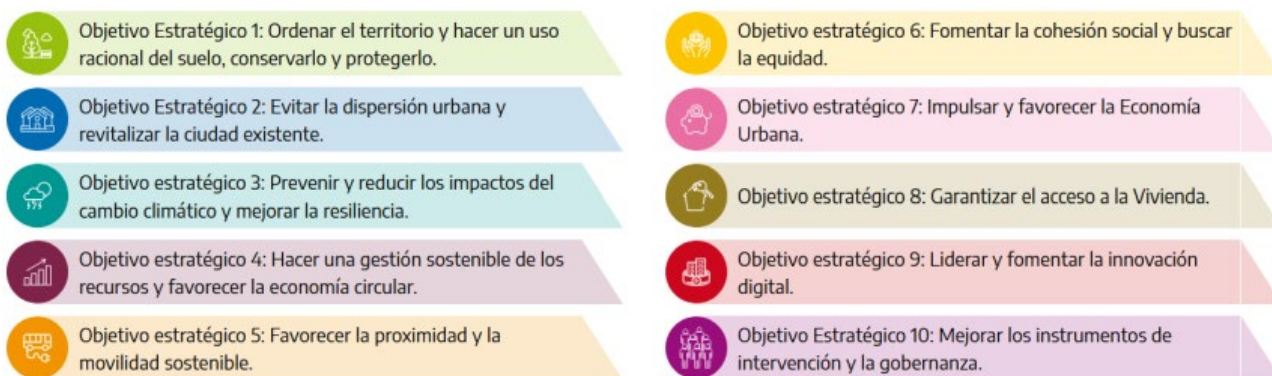 Objetivo Estratégico 1: Ordenar el territorio y hacer un uso
racional del suelo, conservarlo y protegerlo.
Objetivo Estratégico 2: Evitar la dispersión urbana y
revitalizar la ciudad existente.
Objetivo estratégico 3: Prevenir y reducir los impactos del
cambio climático y mejorar la resiliencia.
Objetivo estratégico 4: Hacer una gestión sostenible de los
recursos y favorecer la economía circular.
Objetivo estratégico 5: Favorecer la proximidad y la
movilidad sostenible.
Objetivo estratégico 6: Fomentar la cohesión social y buscar
la equidad.
Objetivo estratégico 7: Impulsar y favorecer la Economía
Urbana.
Objetivo estratégico 8: Garantizar el acceso a la Vivienda.
Objetivo estratégico 9: Liderar y fomentar la innovación
digital.
Objetivo Estratégico 10: Mejorar los instrumentos de
intervención y la gobernanza.